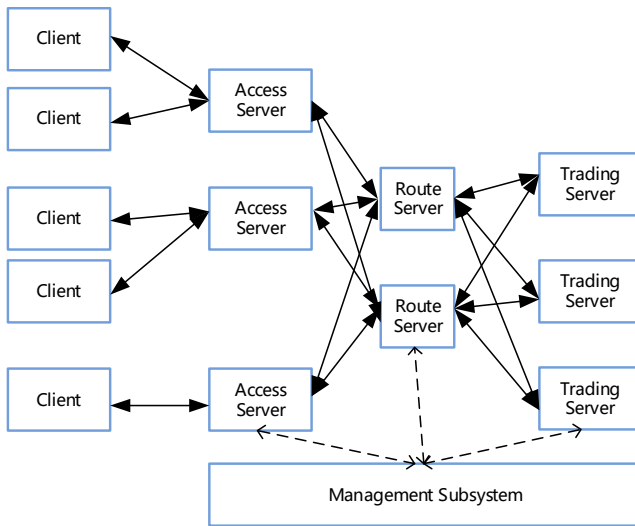 Client
Client
Client
Client
Client
Access
Server
Access
Server
Access
Server
Route
Server
Route
Server
Trading
Server
Trading
Server
Trading
Server
Management Subsystem